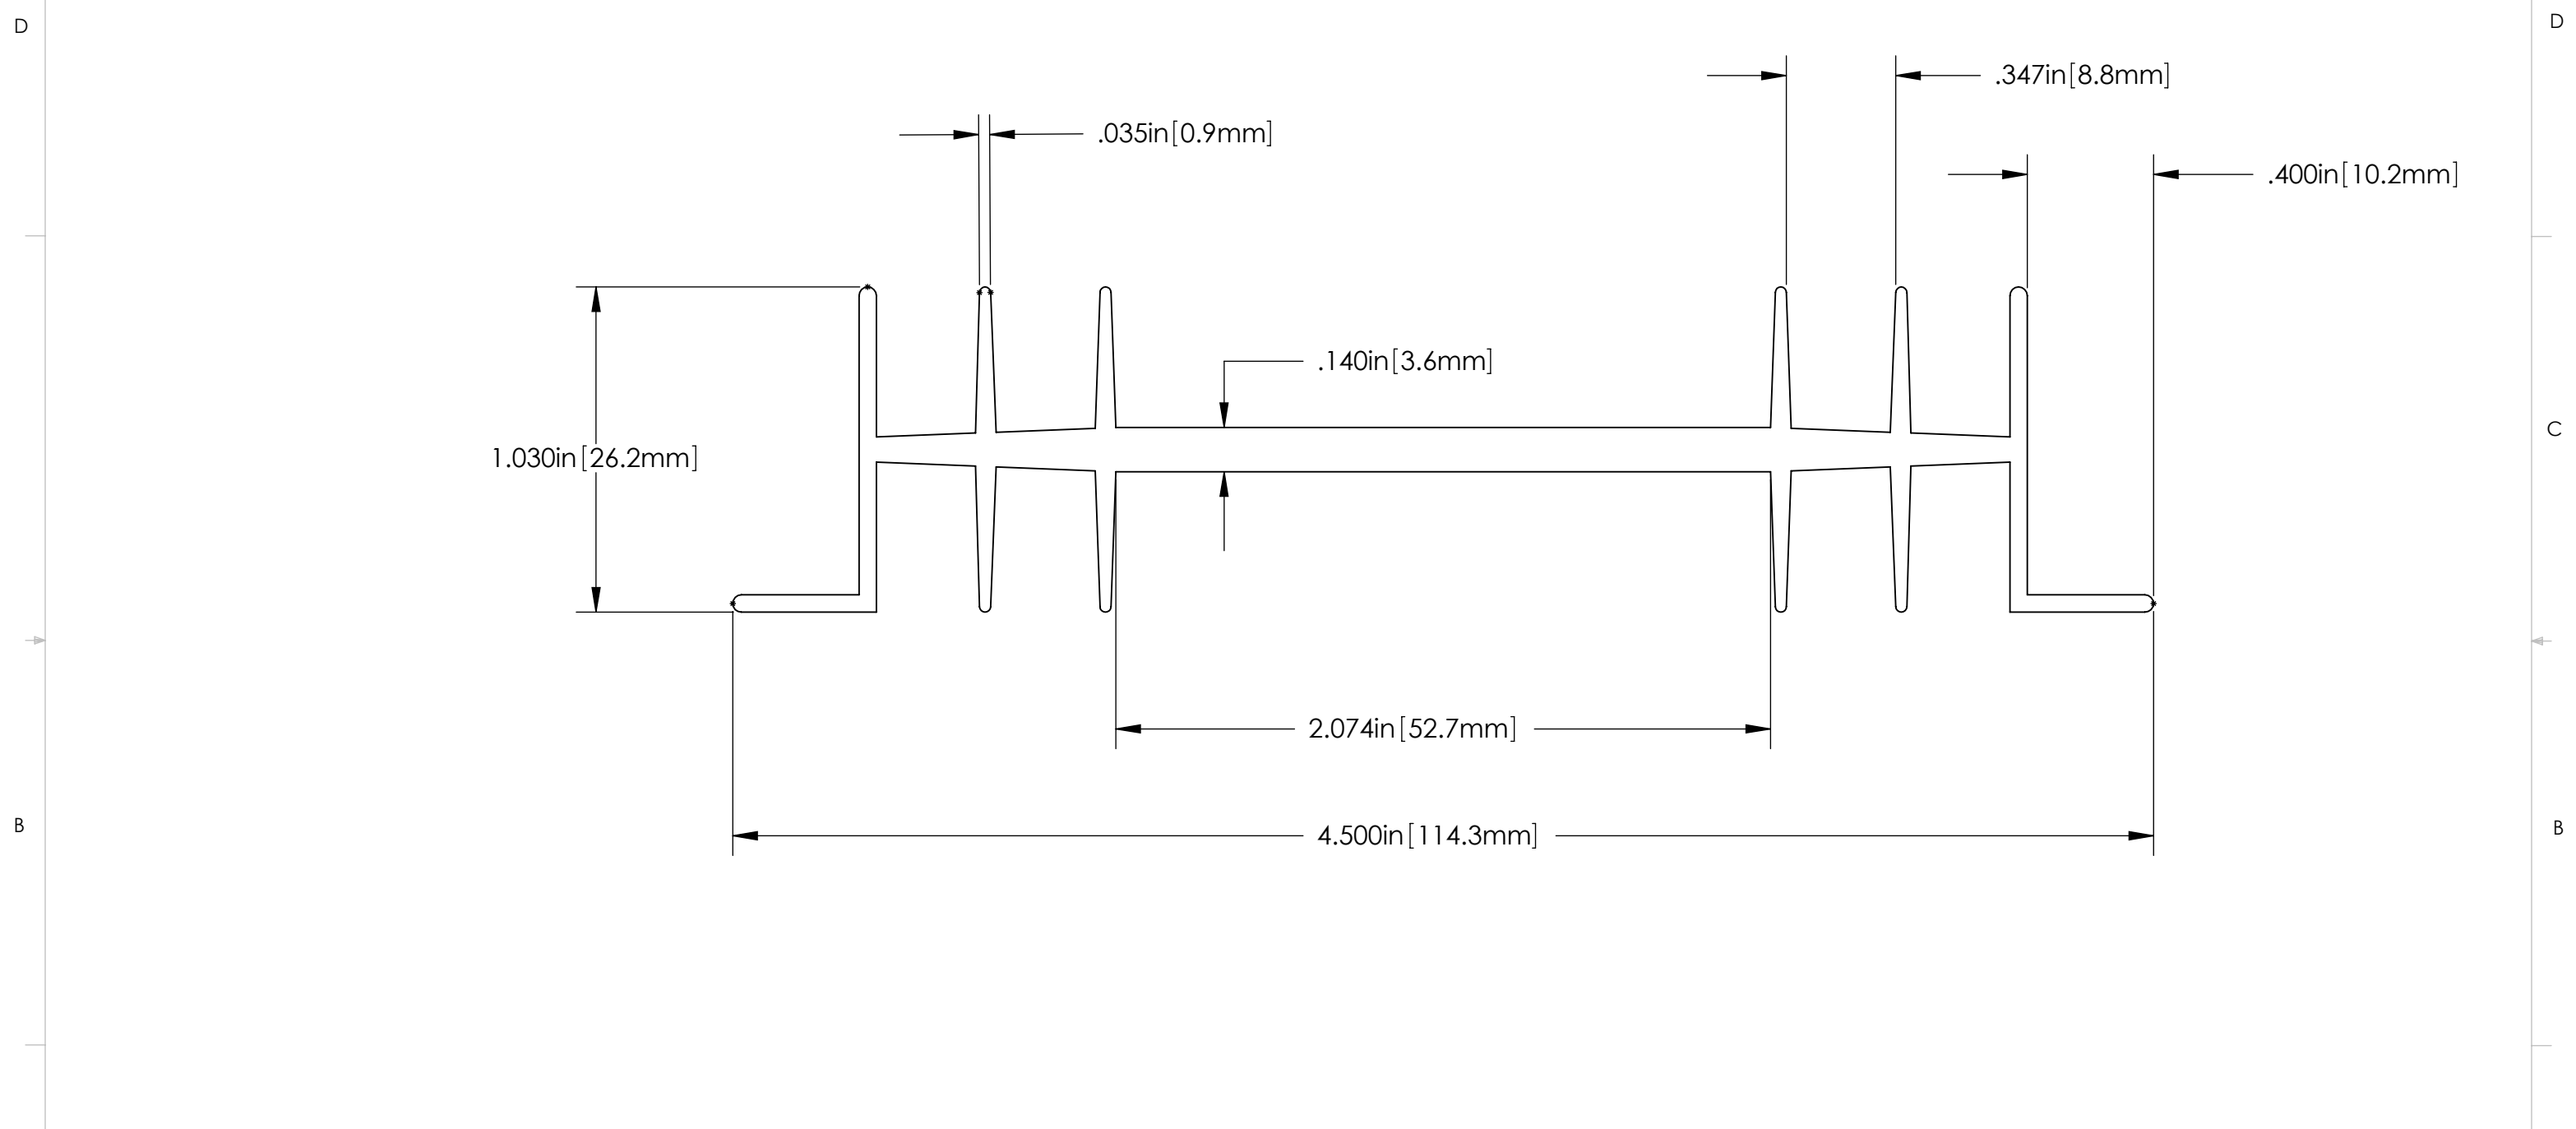 D
D
.347in[8.8mm]
.035in[0.9mm]
.400in[10.2mm]
.140in[3.6mm]
C
1.030in[26.2mm]
2.074in[52.7mm]
B
B
4.500in[114.3mm]